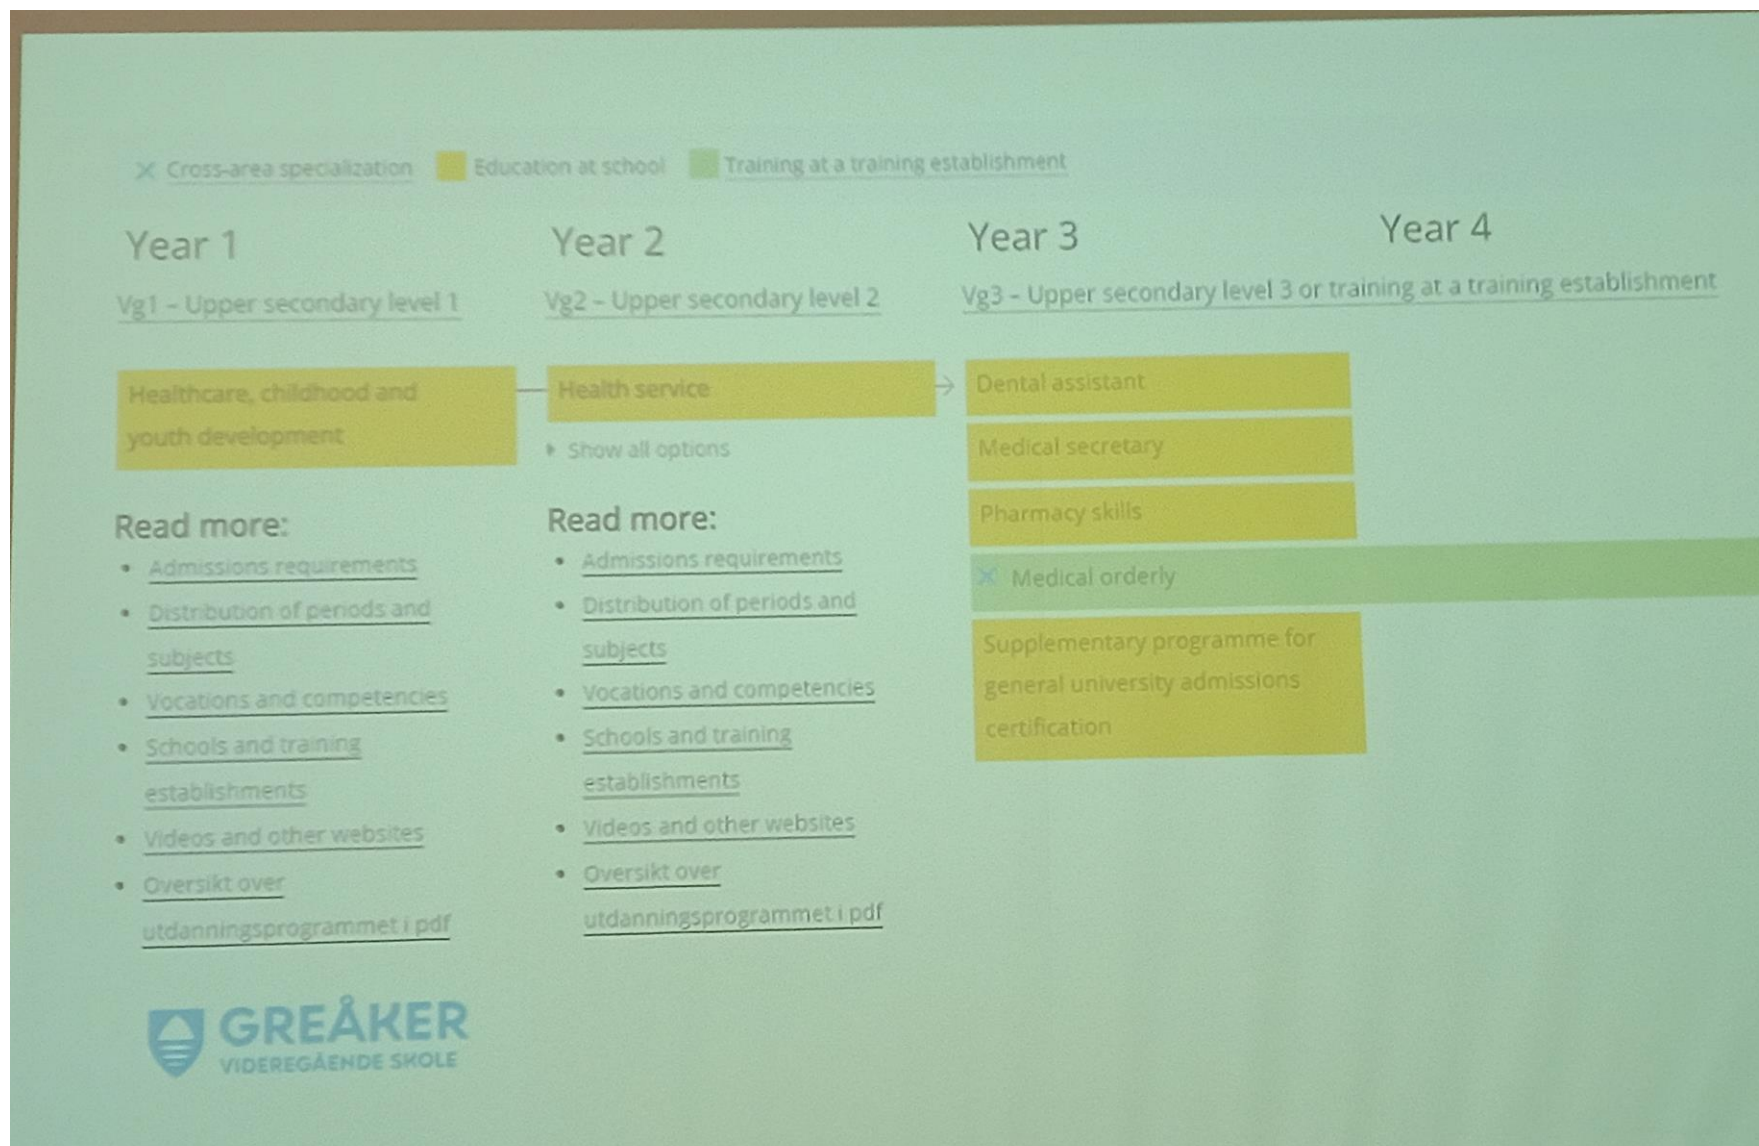 Cross-area specialization Education at school Training at a training establishment
Year 1 Year 2 Year 3 Year 4
Vg1 – Upper secondary level 1 Vg2 – Upper secondary level 2 Vg3 – Upper secondary level 3 or training at a training establishment
Healthcare, childhood and
youth development
Health service
Show all options
Dental assistant
Medical secretary
Pharmacy skills
Medical orderly
Supplementary programme for
general university admissions
certification
Read more:
• Admissions requirements
• Distribution of periods and
subjects
• Vocations and competencies
• Schools and training
establishments
• Videos and other websites
• Oversikt over
utdanningsprogrammet i pdf
Read more:
• Admissions requirements
• Distribution of periods and
subjects
• Vocations and competencies
• Schools and training
establishments
• Videos and other websites
• Oversikt over
utdanningsprogrammet i pdf
GREÅKER
VIDEREGÅENDE SKOLE